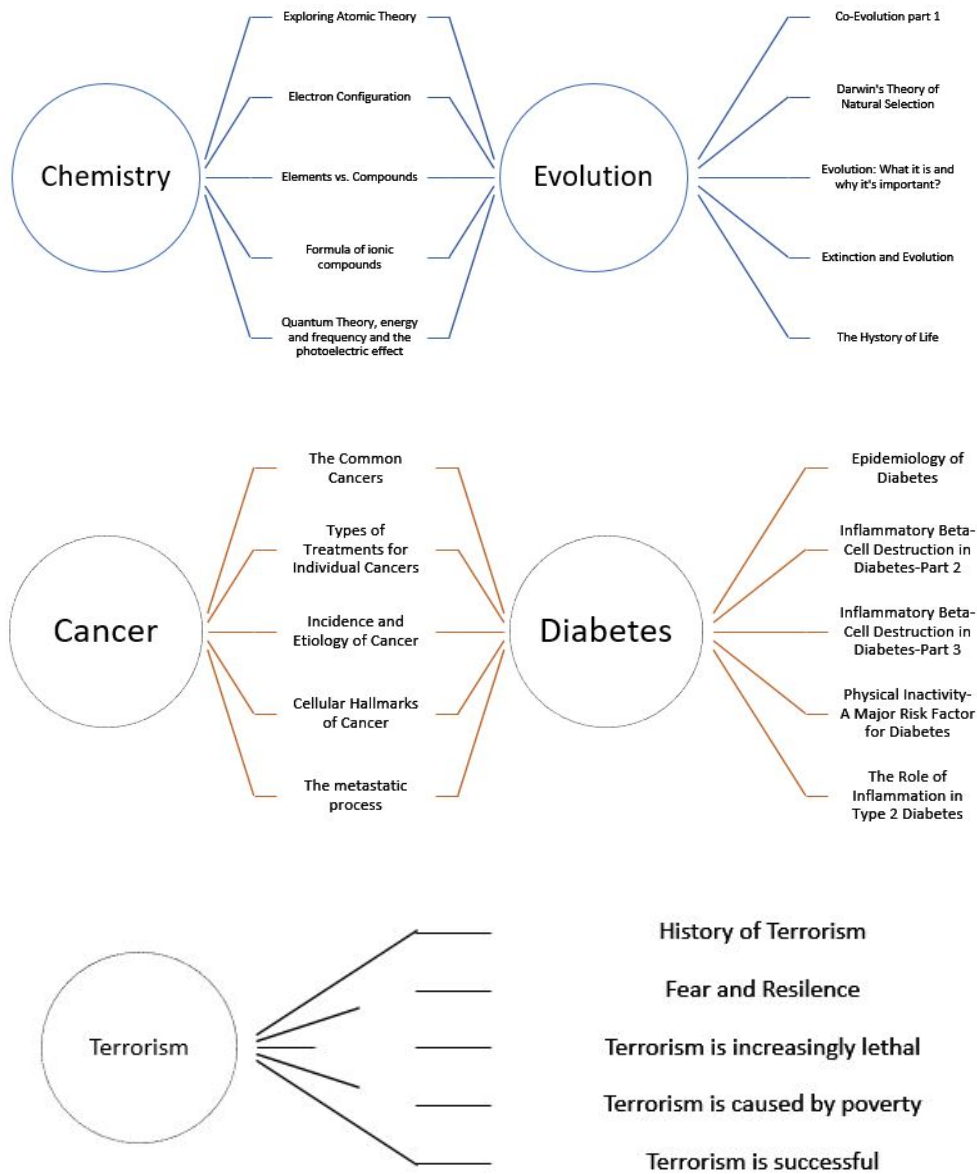 Chemistry
Exploring Atomic Theory
Electron Configuration
Elements vs. Compounds
Formula of ionic
compounds
Quantum Theory, energy
and frequency and the
photoelectric effect
Evolution
Co-Evolution part 1
Darwin's Theory of
Natural Selection
Evolution: What it is and
why it's important?
Extinction and Evolution
The Hystory of Life
Cancer
The Common
Cancers
Types of
Treatments for
Individual Cancers
Incidence and
Etiology of Cancer
Cellular Hallmarks
of Cancer
The metastatic
process
Diabetes
Epidemiology of
Diabetes
Inflammatory Beta-
Cell Destruction in
Diabetes-Part 2
Inflammatory Beta-
Cell Destruction in
Diabetes-Part 3
Physical Inactivity-
A Major Risk Factor
for Diabetes
The Role of
Inflammation in
Type 2 Diabetes
Terrorism
History of Terrorism
Fear and Resilence
Terrorism is increasingly lethal
Terrorism is caused by poverty
Terrorism is successful